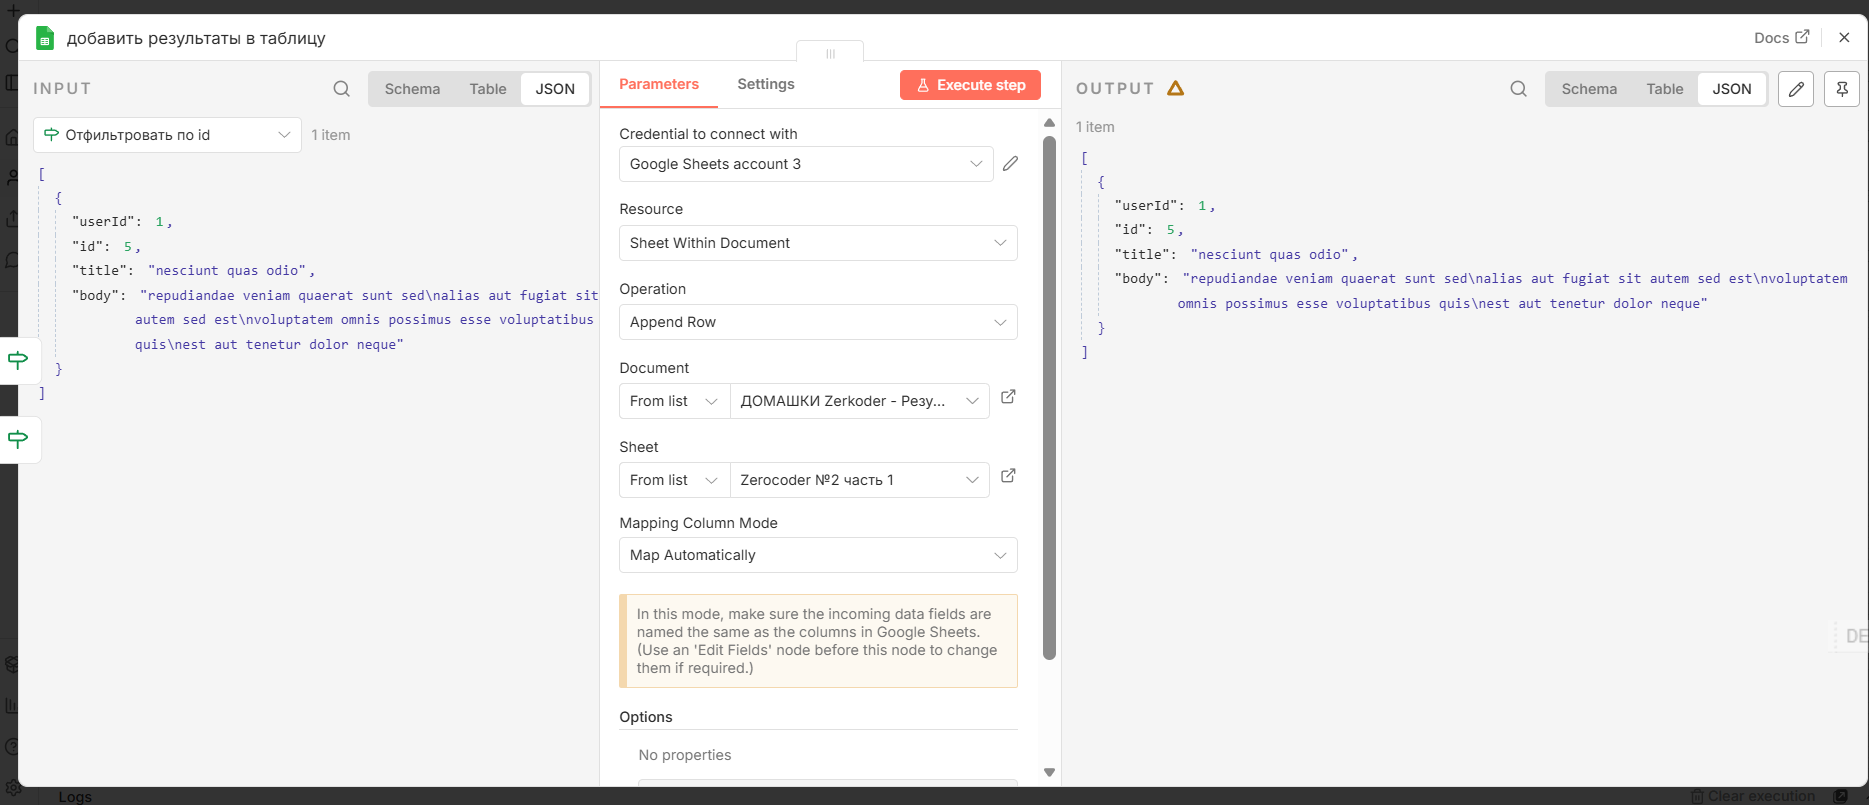 добавить результаты в таблицу
Docs
INPUT
Schema
Table
JSON
Отфильтровать по id
1 item
[
{
"userId": 1,
"id": 5,
"title": "nesciunt quas odio",
"body": "repudiandae veniam quaerat sunt sed\nalias aut fugiat sit
autem sed est\nvoluptatem omnis possimus esse voluptatibus
quis\nest aut tenetur dolor neque"
}
]
Parameters
Settings
Execute step
Credential to connect with
Google Sheets account 3
Resource
Sheet Within Document
Operation
Append Row
Document
From list
ДОМАШКИ Zerkoder - Резу...
Sheet
From list
Zerocoder №2 часть 1
Mapping Column Mode
Map Automatically
In this mode, make sure the incoming data fields are
named the same as the columns in Google Sheets.
(Use an 'Edit Fields' node before this node to change
them if required.)
Options
No properties
OUTPUT
Schema
Table
JSON
1 item
[
{
"userId": 1,
"id": 5,
"title": "nesciunt quas odio",
"body": "repudiandae veniam quaerat sunt sed\nalias aut fugiat sit autem sed est\nvoluptatem
omnis possimus esse voluptatibus quis\nest aut tenetur dolor neque"
}
]
DE
Logs
Clear execution